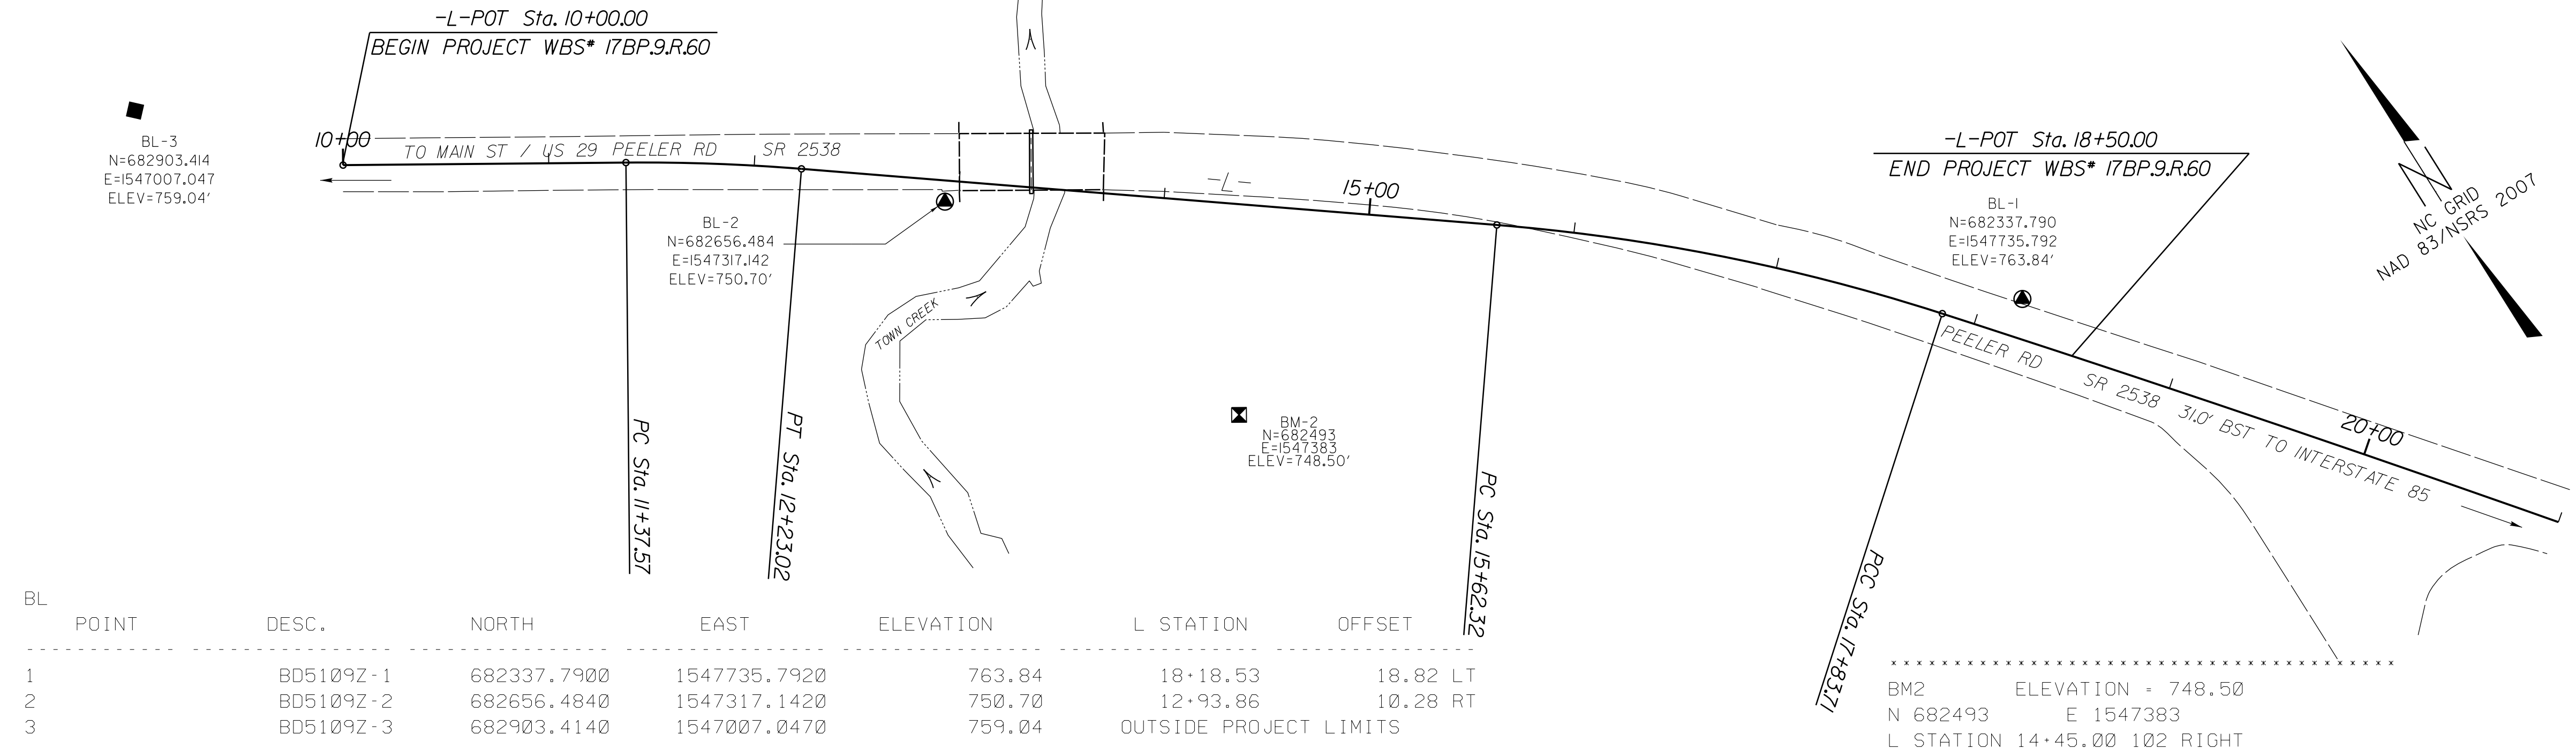 -L-POT Sta. 10+00.00
BEGIN PROJECT WBS# 17BP.9.R.60
BL-3
N=682903.414
E=1547007.047
ELEV=759.04'
10+00
TO MAIN ST / US 29 PEELER RD SR 2538
BL-2
N=682656.484
E=1547317.142
ELEV=750.70'
TOWN CREEK
-L-
15+00
-L-POT Sta. 18+50.00
END PROJECT WBS# 17BP.9.R.60
BL-1
N=682337.790
E=1547735.792
ELEV=763.84'
NC GRID
NAD 83/NSRS 2007
PEELER RD SR 2538 31.0' BST TO INTERSTATE 85
20+00
BM-2
N=682493
E=1547383
ELEV=748.50'
PC Sta. 11+37.57
PT Sta. 12+23.02
PC Sta. 15+62.32
PCC Sta. 17+83.71
BL
POINT DESC. NORTH EAST ELEVATION L STATION OFFSET
1 BD5109Z-1 682337.7900 1547735.7920 763.84 18+18.53 18.82 LT
2 BD5109Z-2 682656.4840 1547317.1420 750.70 12+93.86 10.28 RT
3 BD5109Z-3 682903.4140 1547007.0470 759.04 OUTSIDE PROJECT LIMITS
BM2 ELEVATION = 748.50
N 682493 E 1547383
L STATION 14+45.00 102 RIGHT